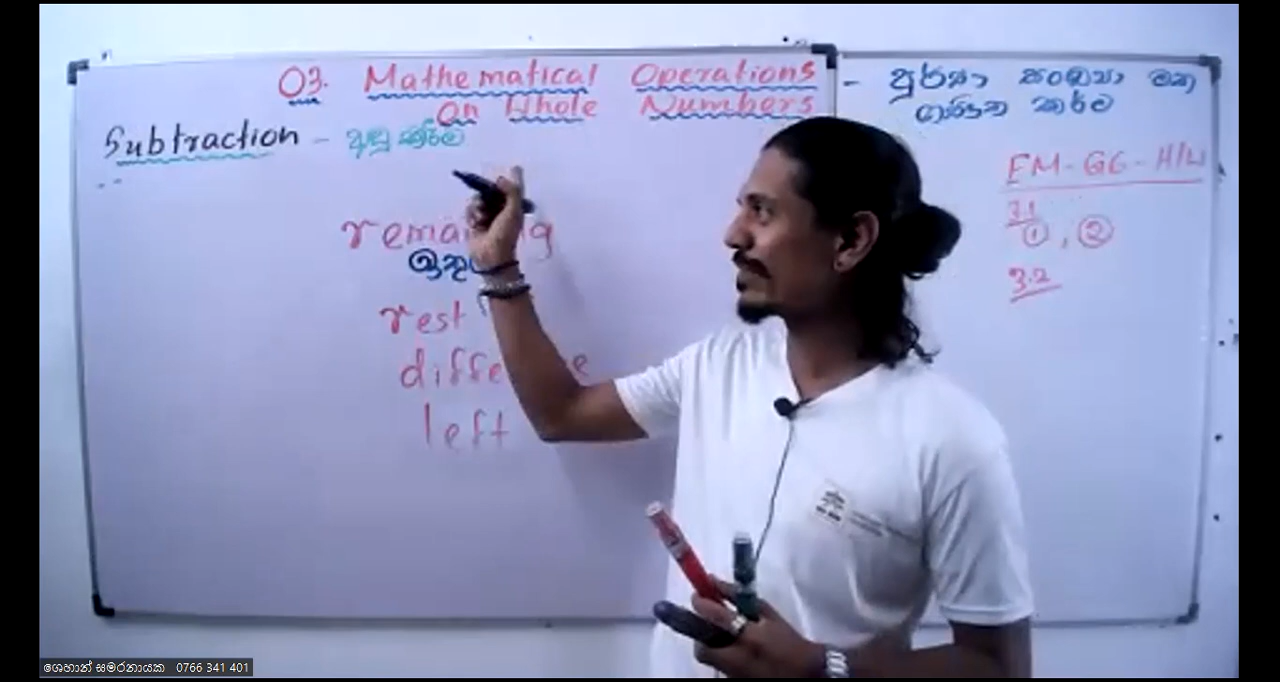 03. Mathematical Operations - පූර්ණ සංඛ්‍යා මත
On Whole Numbers ගණිත කර්ම
Subtraction - අඩු කිරීම
FM-G6-H/W
3.1
①, ②
3.2
rest
left
ශෙහාන් සමරනායක 0766 341 401